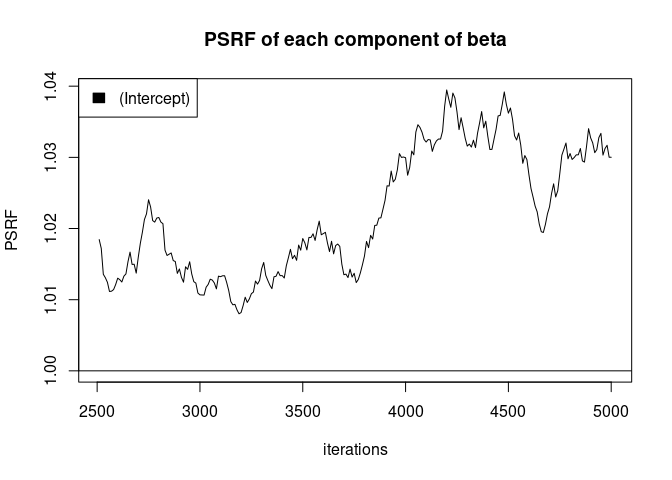 PSRF of each component of beta
(Intercept)
PSRF
1.04
1.03
1.02
1.01
1.00
2500 3000 3500 4000 4500 5000
iterations